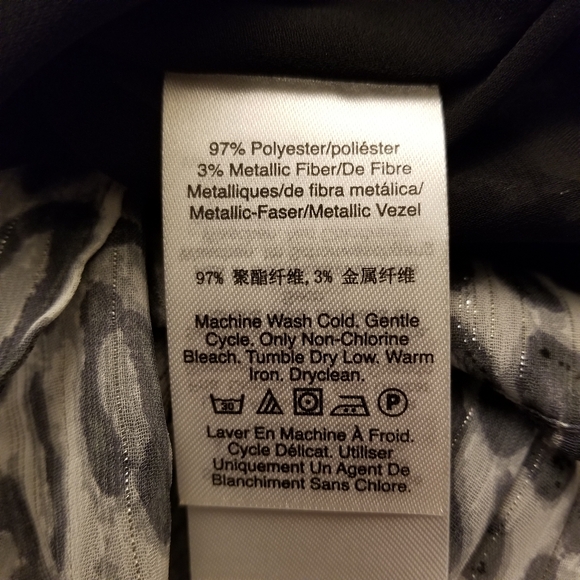 97% Polyester/poliéster
3% Metallic Fiber/De Fibre
Metalliques/de fibra metálica/
Metallic-Faser/Metallic Vezel
97% 聚酯纤维, 3% 金属纤维
Machine Wash Cold. Gentle
Cycle. Only Non-Chlorine
Bleach. Tumble Dry Low. Warm
Iron. Dryclean.
30 P
Laver En Machine À Froid.
Cycle Délicat. Utiliser
Uniquement Un Agent De
Blanchiment Sans Chlore.